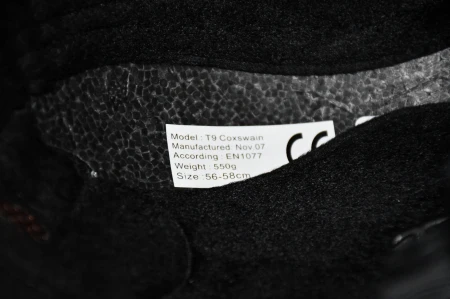 Model : T9 Coxswain
Manufactured: Nov.07
According : EN1077
Weight : 550g
Size : 56-58cm
CE